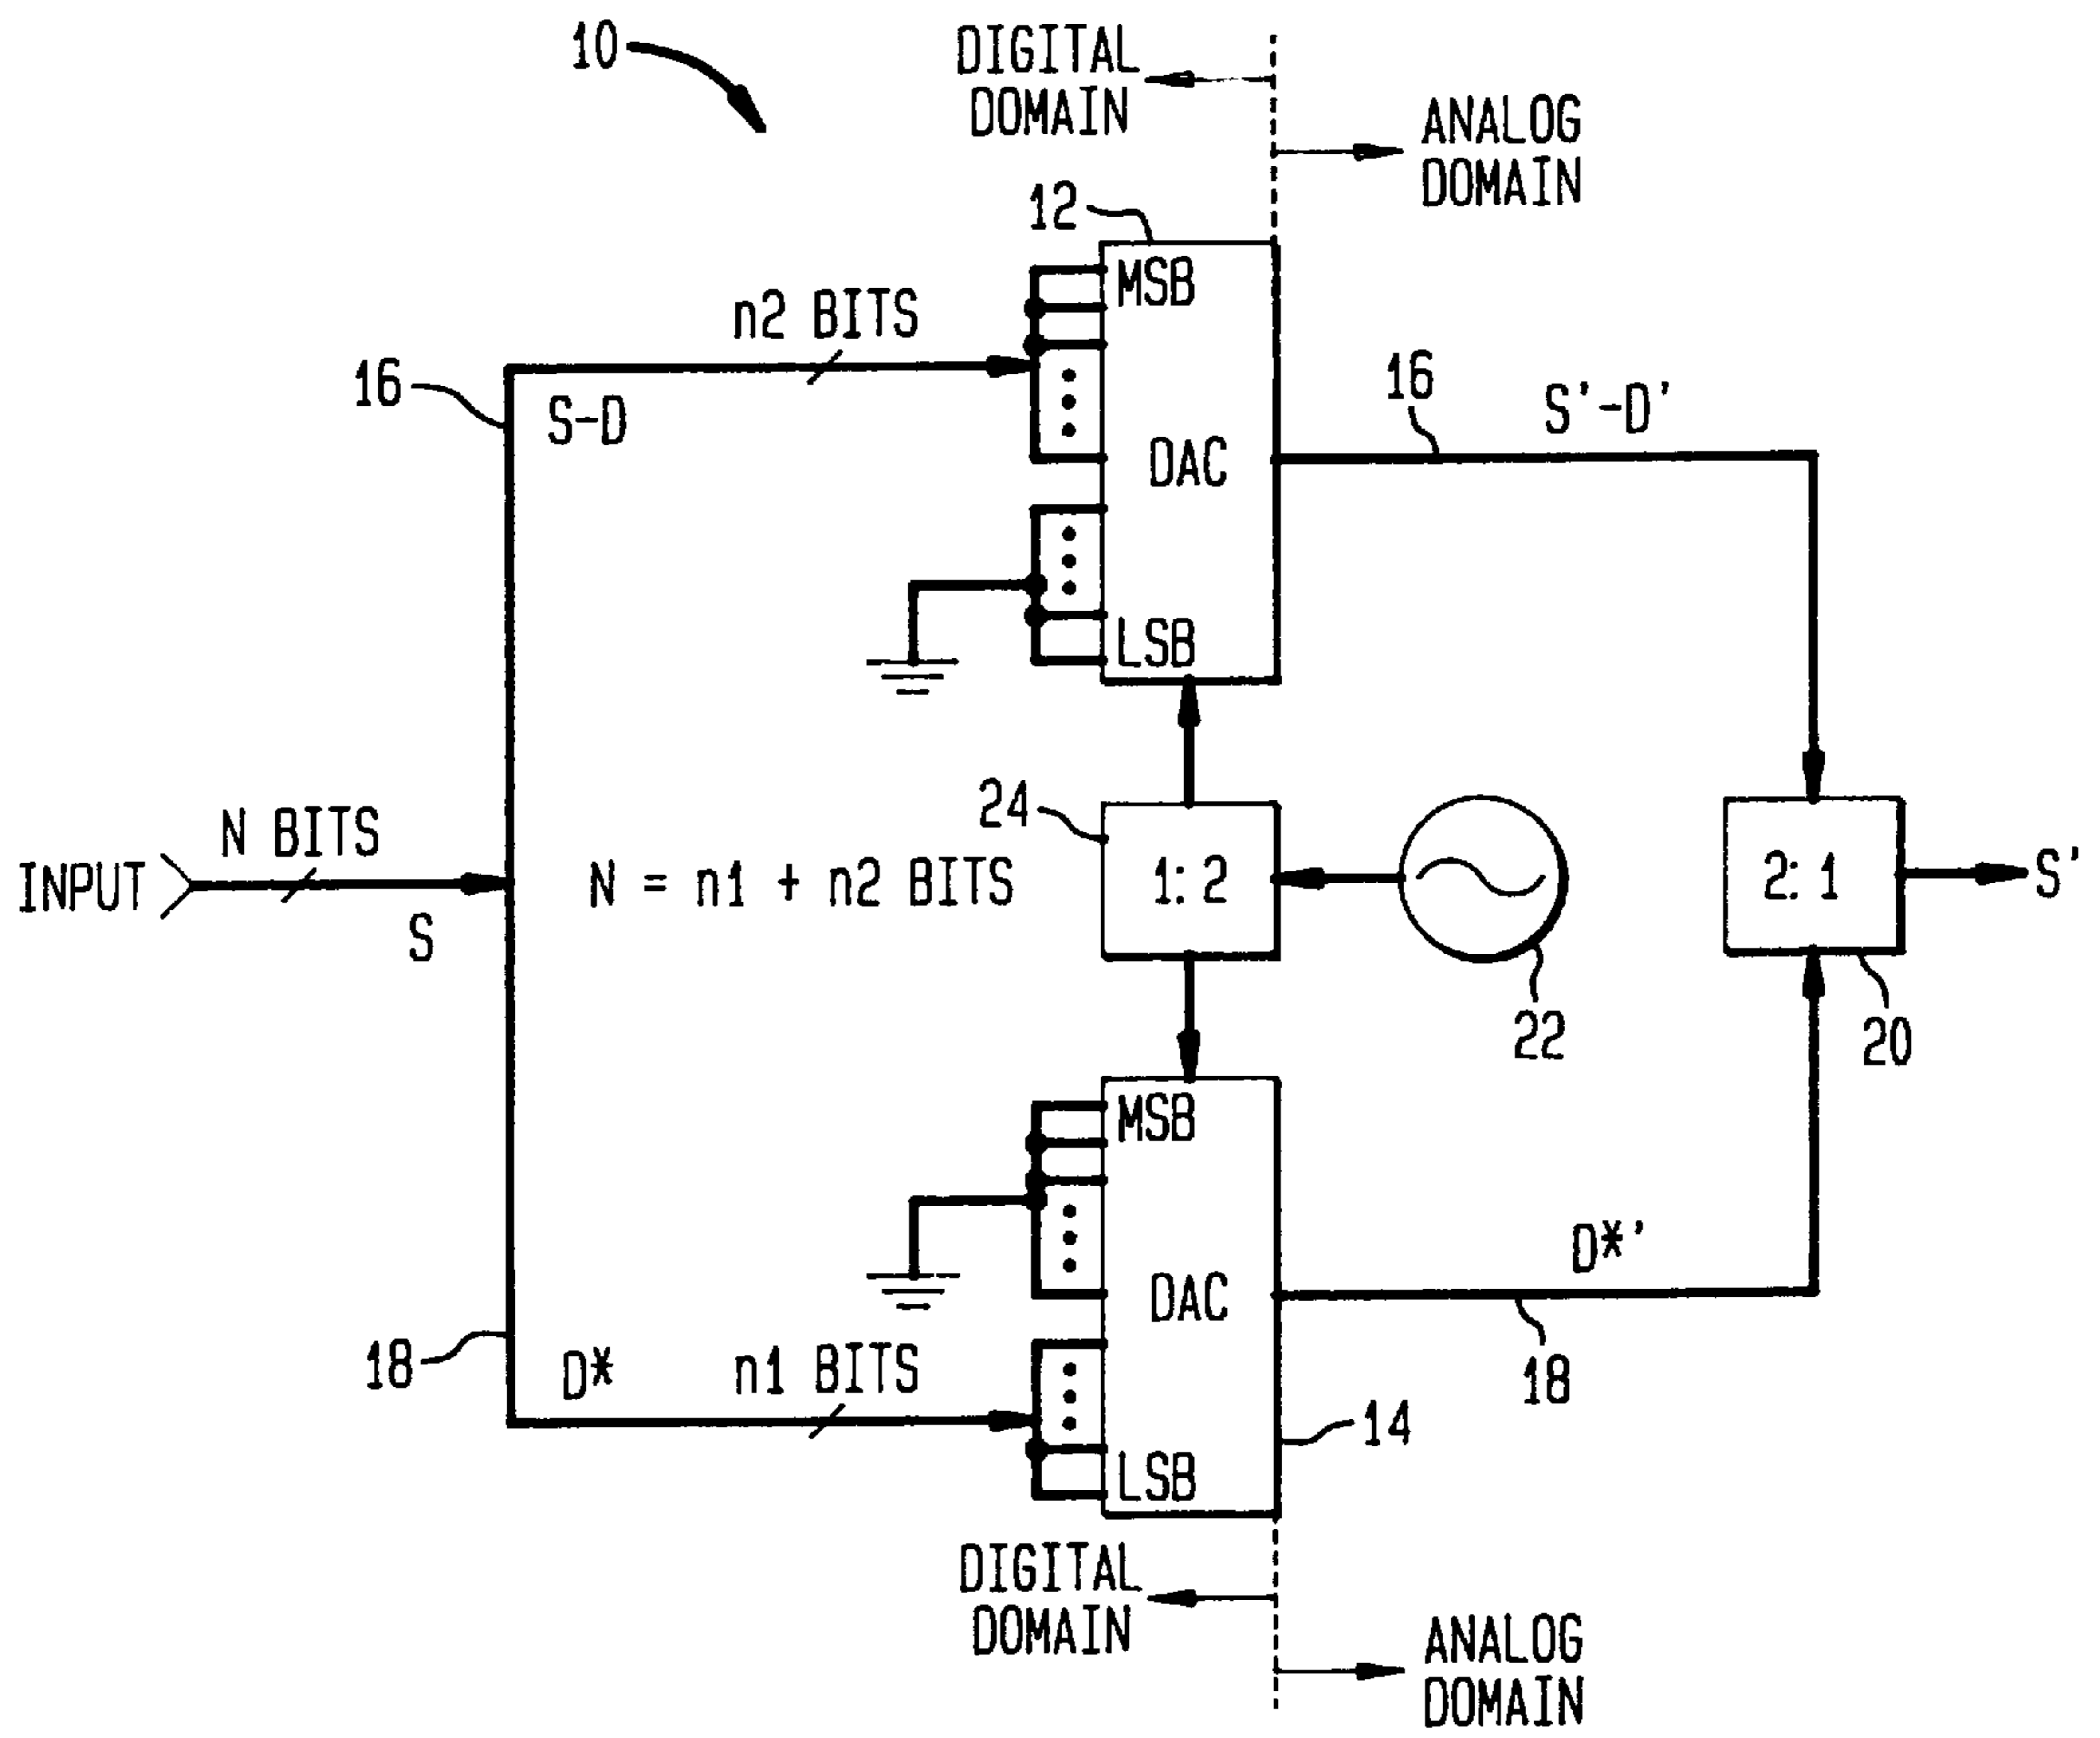 10
DIGITAL
DOMAIN
ANALOG
DOMAIN
12
MSB
n2 BITS
16
S-D
DAC
16
S'-D'
LSB
24
N BITS
INPUT
S
N = n1 + n2 BITS
1:2
22
2:1
S'
20
MSB
DAC
D*'
18
18
D*
n1 BITS
14
LSB
DIGITAL
DOMAIN
ANALOG
DOMAIN